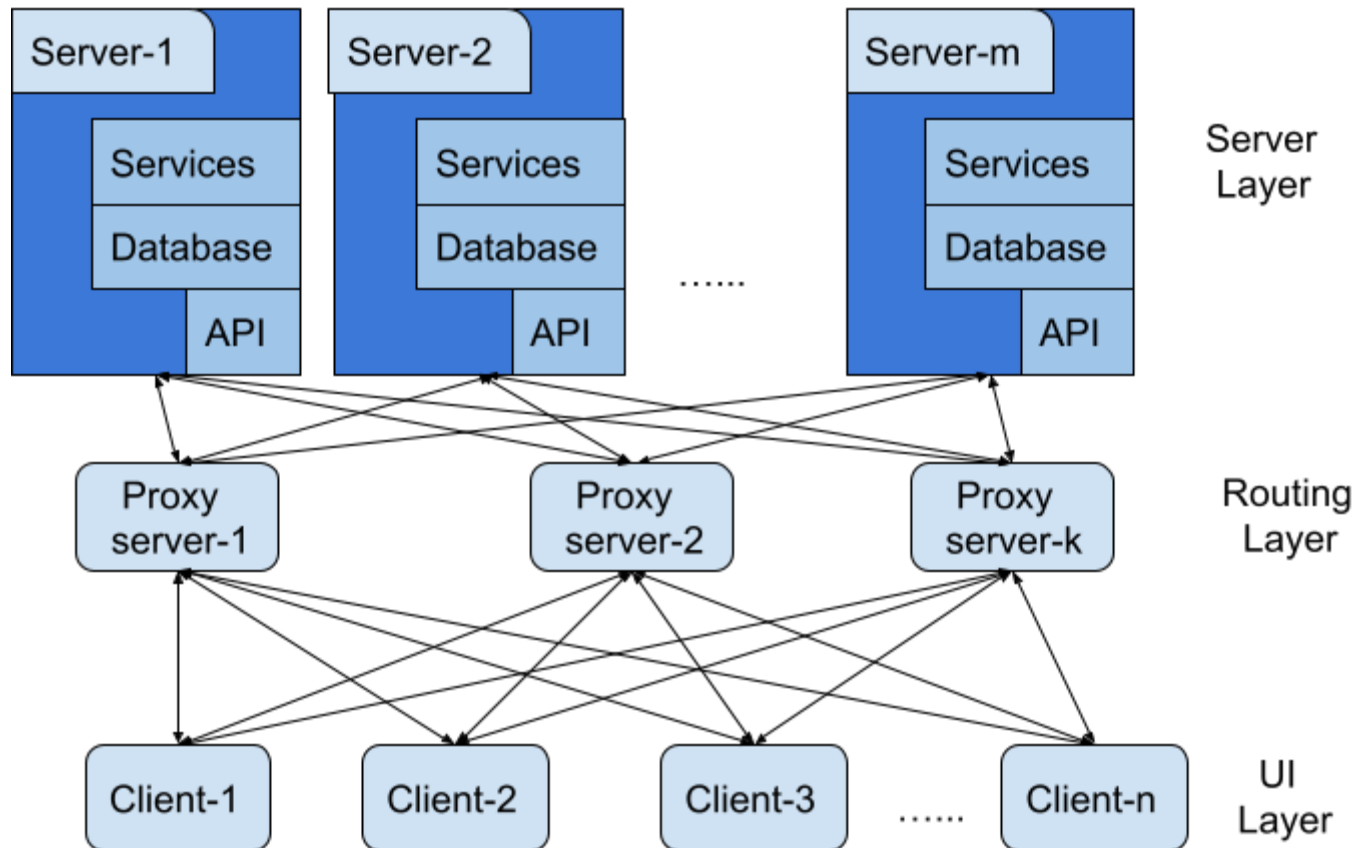 Server-1
Server-2
Server-m
Services
Services
Services
Server
Layer
Database
Database
Database
…...
API
API
API
Proxy
server-1
Proxy
server-2
Proxy
server-k
Routing
Layer
Client-1
Client-2
Client-3
…...
Client-n
UI
Layer